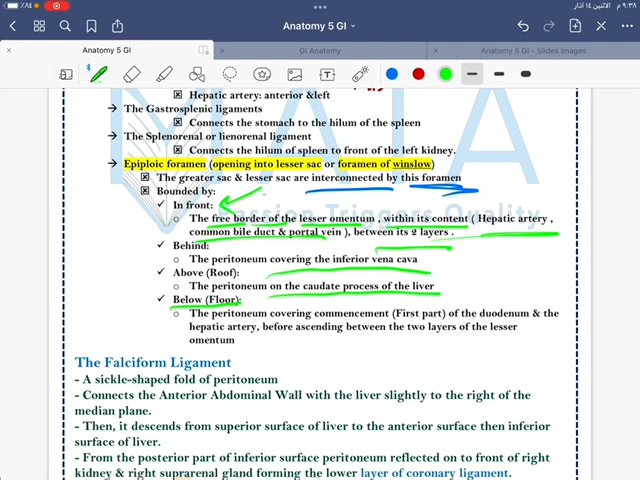 ٪٨٤
٩:٣٨ م الاثنين ١٤ آذار
Anatomy 5 GI
Anatomy 5 GI
GI Anatomy
Anatomy 5 GI - Slides images
Hepatic artery: anterior &left
→ The Gastrosplenic ligaments
Connects the stomach to the hilum of the spleen
→ The Splenorenal or lienorenal ligament
Connects the hilum of spleen to front of the left kidney.
→ Epiploic foramen (opening into lesser sac or foramen of winslow)
The greater sac & lesser sac are interconnected by this foramen
Bounded by:
✓ In front:
o The free border of the lesser omentum , within its content ( Hepatic artery ,
common bile duct & portal vein ), between its 2 layers .
✓ Behind:
o The peritoneum covering the inferior vena cava
✓ Above (Roof):
o The peritoneum on the caudate process of the liver
✓ Below (Floor):
o The peritoneum covering commencement (First part) of the duodenum & the
hepatic artery, before ascending between the two layers of the lesser
omentum
The Falciform Ligament
- A sickle-shaped fold of peritoneum
- Connects the Anterior Abdominal Wall with the liver slightly to the right of the
median plane.
- Then, it descends from superior surface of liver to the anterior surface then inferior
surface of liver.
- From the posterior part of inferior surface peritoneum reflected on to front of right
kidney & right suprarenal gland forming the lower layer of coronary ligament.